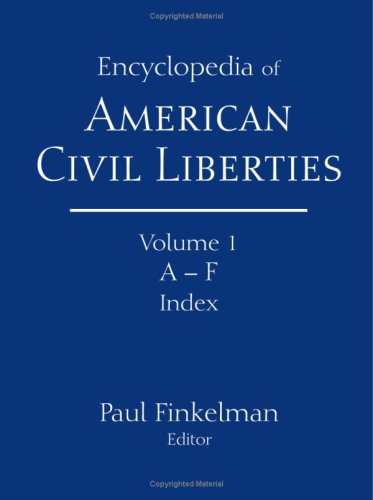 Copyrighted Material
Encyclopedia of
AMERICAN
CIVIL LIBERTIES
Volume 1
A – F
Index
Paul Finkelman
Editor
Copyrighted Material